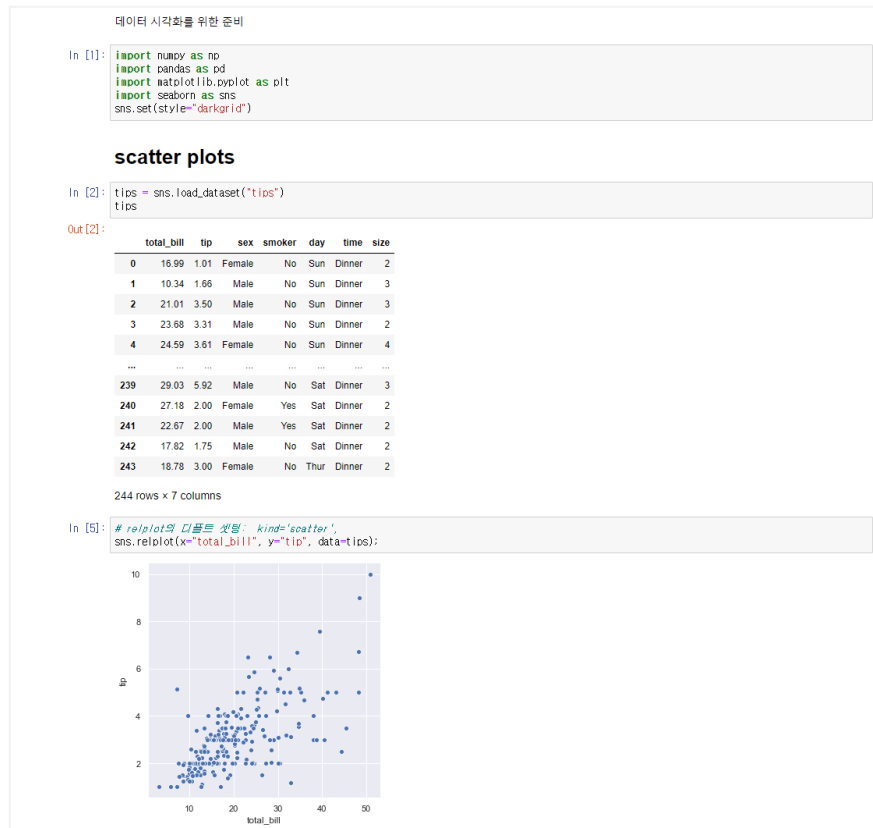 데이터 시각화를 위한 준비
In [1]: import numpy as np
import pandas as pd
import matplotlib.pyplot as plt
import seaborn as sns
sns.set(style="darkgrid")
scatter plots
In [2]: tips = sns.load_dataset("tips")
tips
Out[2]:
total_bill tip sex smoker day time size
0 16.99 1.01 Female No Sun Dinner 2
1 10.34 1.66 Male No Sun Dinner 3
2 21.01 3.50 Male No Sun Dinner 3
3 23.68 3.31 Male No Sun Dinner 2
4 24.59 3.61 Female No Sun Dinner 4
... ... ... ... ... ... ... ...
239 29.03 5.92 Male No Sat Dinner 3
240 27.18 2.00 Female Yes Sat Dinner 2
241 22.67 2.00 Male Yes Sat Dinner 2
242 17.82 1.75 Male No Sat Dinner 2
243 18.78 3.00 Female No Thur Dinner 2
244 rows × 7 columns
In [5]: # relplot의 디폴트 셋팅: kind='scatter',
sns.relplot(x="total_bill", y="tip", data=tips);
10
8
6
4
2
tip
10 20 30 40 50
total_bill